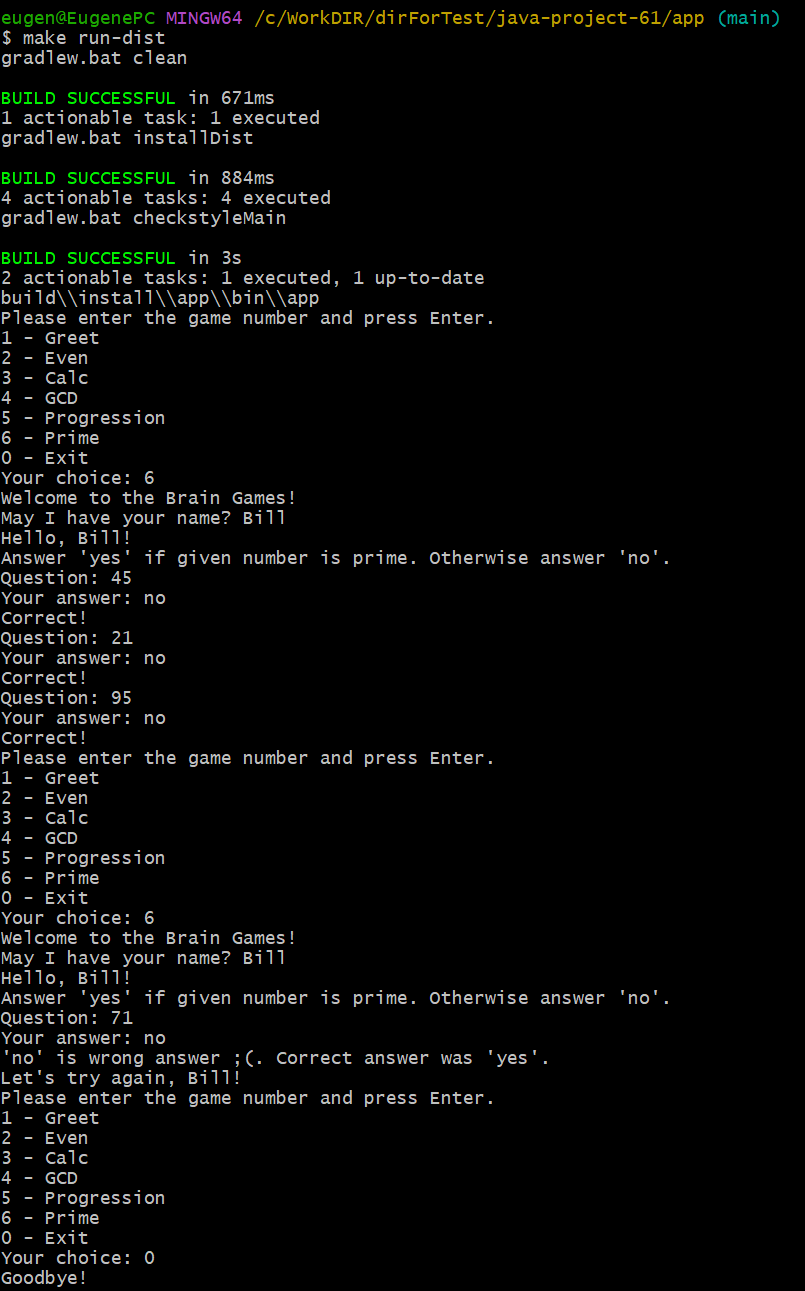 eugen@EugenePC MINGW64 /c/WorkDIR/dirForTest/java-project-61/app (main)
$ make run-dist
gradlew.bat clean
BUILD SUCCESSFUL in 671ms
1 actionable task: 1 executed
gradlew.bat installDist
BUILD SUCCESSFUL in 884ms
4 actionable tasks: 4 executed
gradlew.bat checkstyleMain
BUILD SUCCESSFUL in 3s
2 actionable tasks: 1 executed, 1 up-to-date
build\\install\\app\\bin\\app
Please enter the game number and press Enter.
1 - Greet
2 - Even
3 - Calc
4 - GCD
5 - Progression
6 - Prime
0 - Exit
Your choice: 6
Welcome to the Brain Games!
May I have your name? Bill
Hello, Bill!
Answer 'yes' if given number is prime. Otherwise answer 'no'.
Question: 45
Your answer: no
Correct!
Question: 21
Your answer: no
Correct!
Question: 95
Your answer: no
Correct!
Please enter the game number and press Enter.
1 - Greet
2 - Even
3 - Calc
4 - GCD
5 - Progression
6 - Prime
0 - Exit
Your choice: 6
Welcome to the Brain Games!
May I have your name? Bill
Hello, Bill!
Answer 'yes' if given number is prime. Otherwise answer 'no'.
Question: 71
Your answer: no
'no' is wrong answer ;(. Correct answer was 'yes'.
Let's try again, Bill!
Please enter the game number and press Enter.
1 - Greet
2 - Even
3 - Calc
4 - GCD
5 - Progression
6 - Prime
0 - Exit
Your choice: 0
Goodbye!